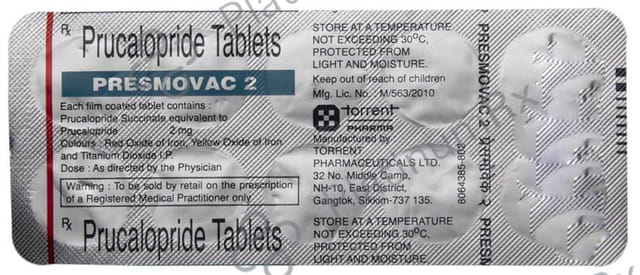 Rx
Prucalopride Tablets
PRESMOVAC 2
Each film coated tablet contains :
Prucalopride Succinate equivalent to
Prucalopride 2 mg.
Colours : Red Oxide of Iron, Yellow Oxide of Iron
and Titanium Dioxide I.P.
Dose : As directed by the Physician
Warning : To be sold by retail on the prescription
of a Registered Medical Practitioner only
Rx
Prucalopride Tablets
STORE AT A TEMPERATURE
NOT EXCEEDING 30°C,
PROTECTED FROM
LIGHT AND MOISTURE.
Keep out of reach of children
Mfg. Lic. No. M/563/2010
torrent
PHARMA
Manufactured by
TORRENT
PHARMACEUTICALS LTD.
32 No. Middle Camp,
NH-10, East District,
Gangtok, Sikkim-737 135.
STORE AT A TEMPERATURE
NOT EXCEEDING 30°C,
PROTECTED FROM
LIGHT AND MOISTURE.
8064385-802
PRESMOVAC 2
PRESM